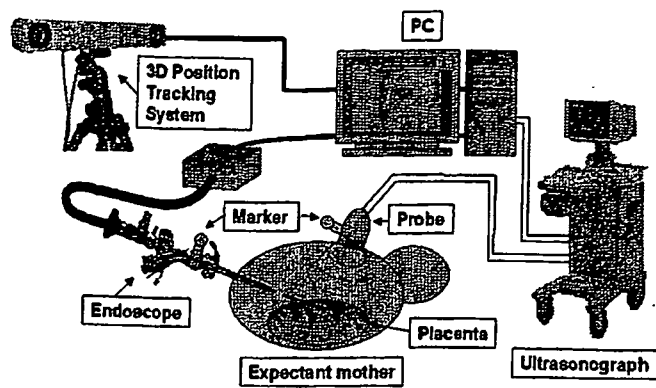 PC
3D Position
Tracking
System
Marker
Probe
Endoscope
Placenta
Expectant mother
Ultrasonograph